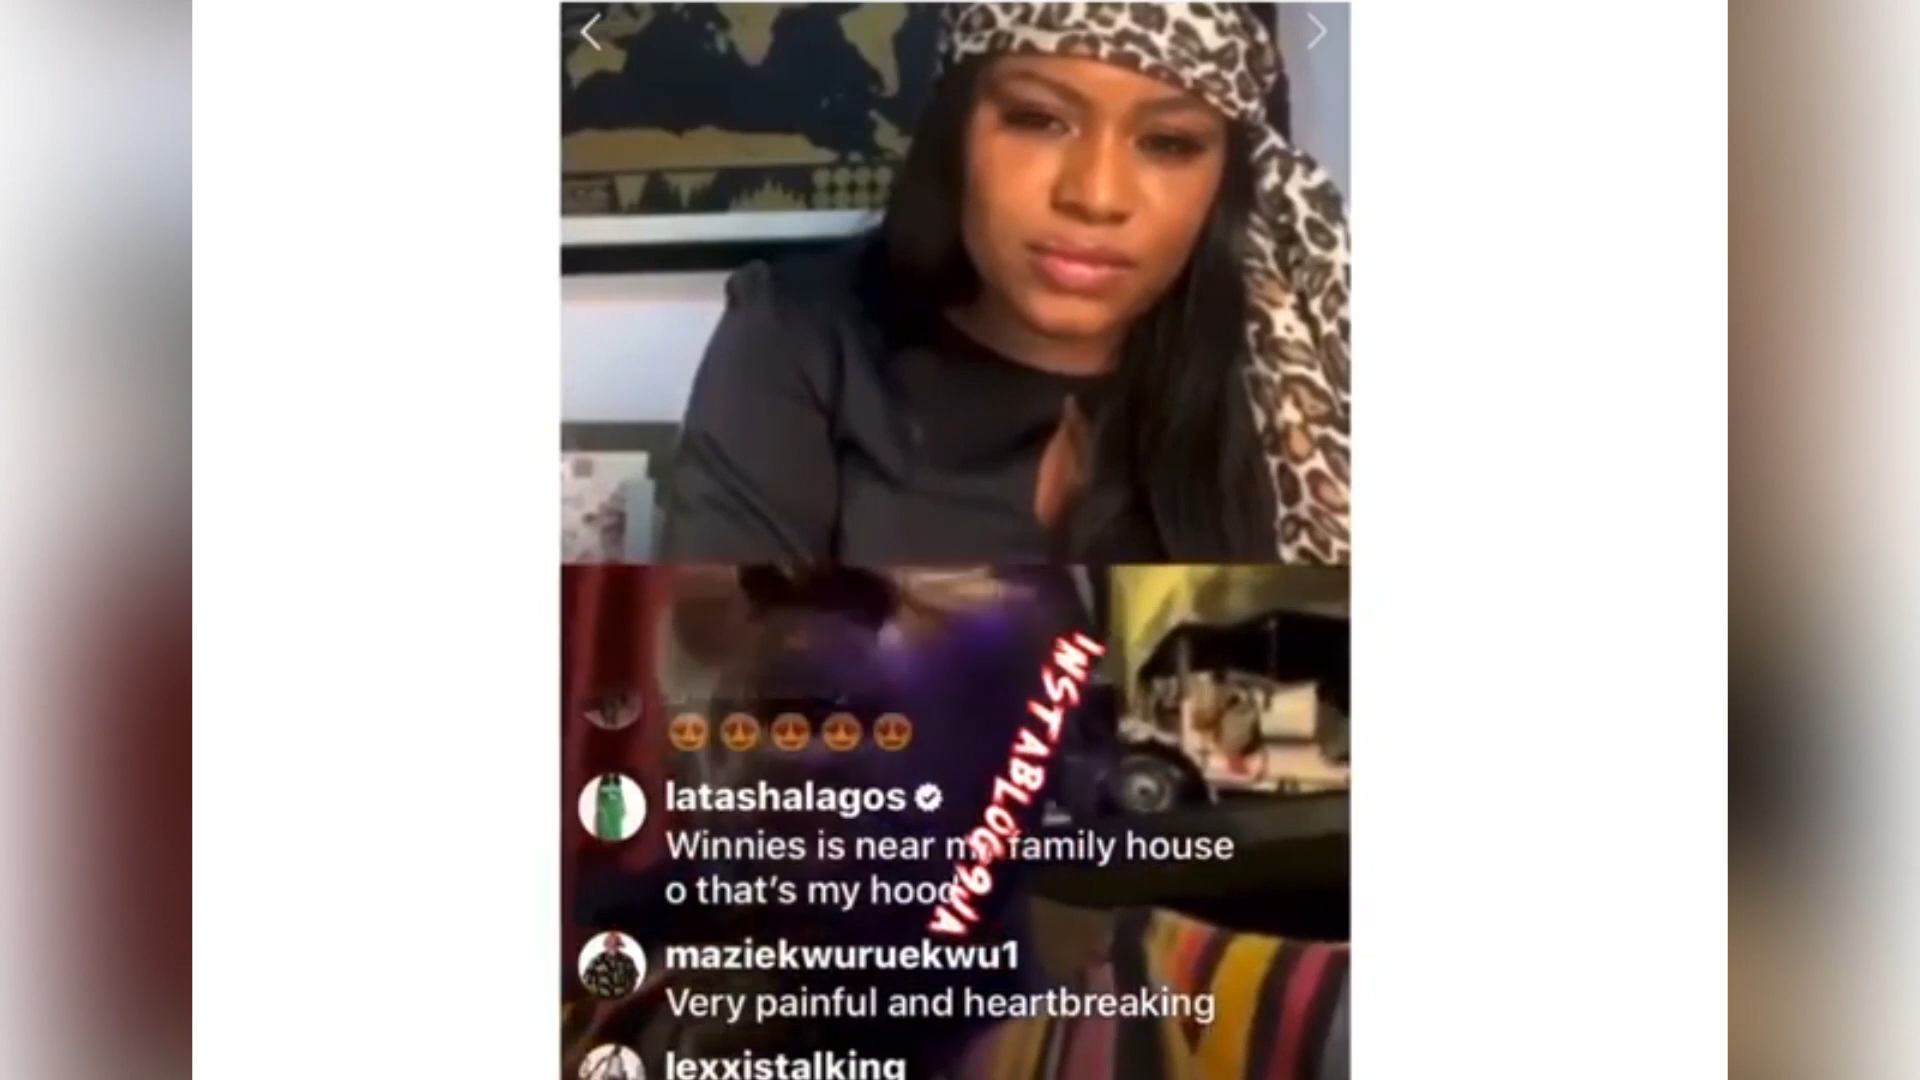 INSTABLOG9JA
😍😍😍😍😍
latashalagos
Winnies is near my family house
o that's my hood
maziekwuruekwu1
Very painful and heartbreaking
lexxistalking